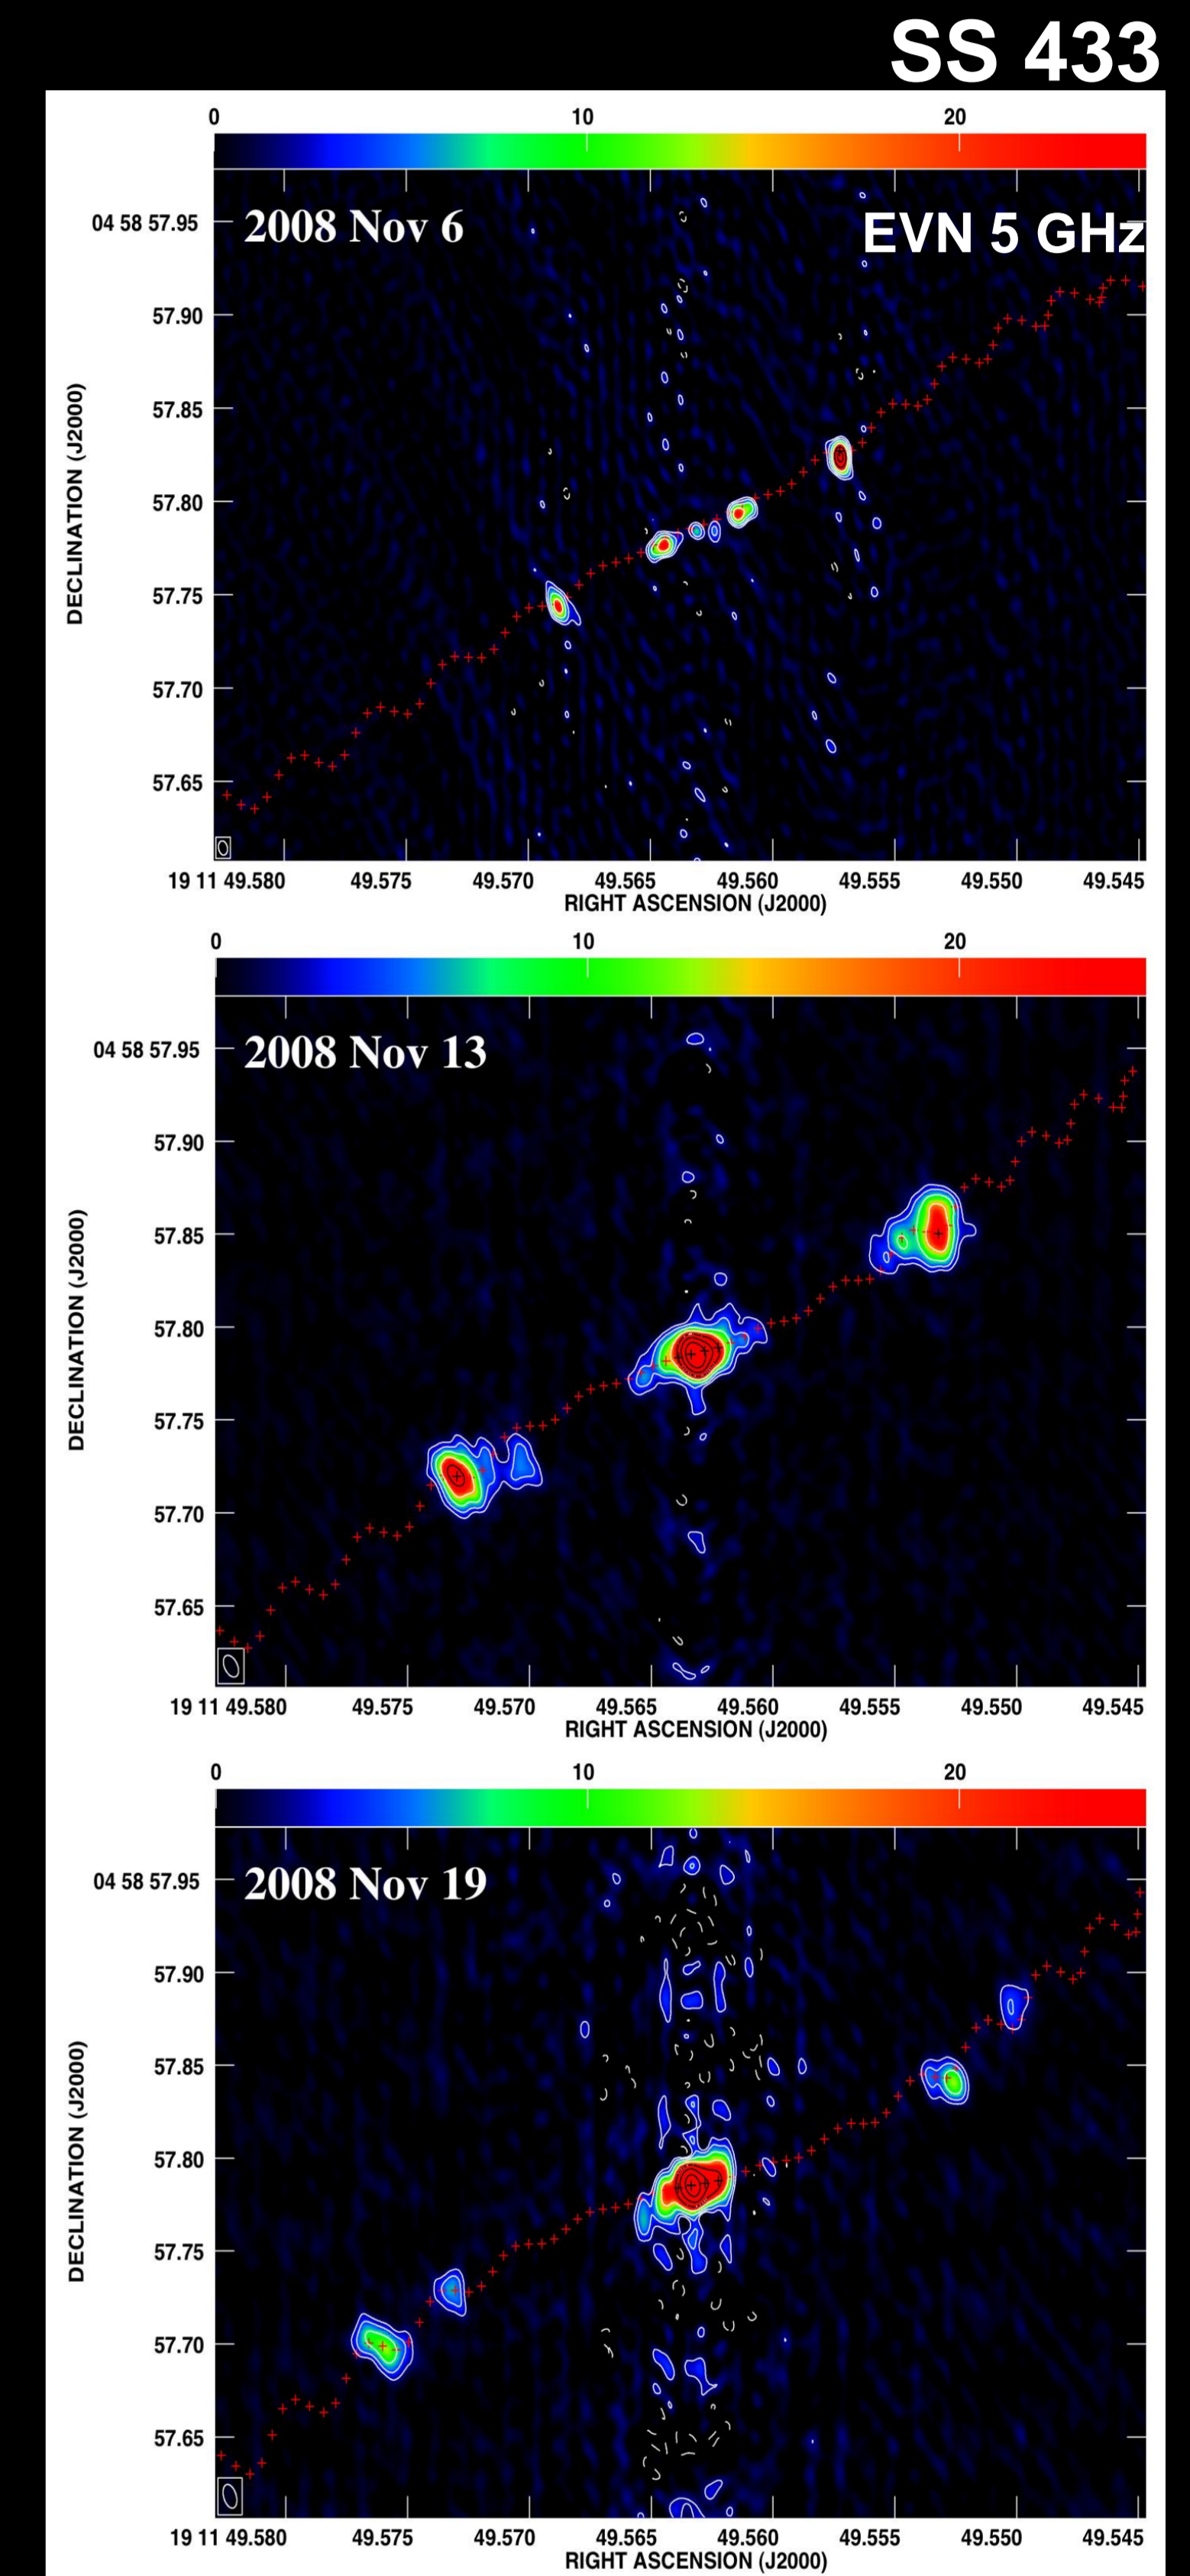 SS 433
0 10 20
2008 Nov 6
EVN 5 GHz
04 58 57.95
57.90
57.85
57.80
57.75
57.70
57.65
DECLINATION (J2000)
19 11 49.580 49.575 49.570 49.565 49.560 49.555 49.550 49.545
RIGHT ASCENSION (J2000)
0 10 20
2008 Nov 13
04 58 57.95
57.90
57.85
57.80
57.75
57.70
57.65
DECLINATION (J2000)
19 11 49.580 49.575 49.570 49.565 49.560 49.555 49.550 49.545
RIGHT ASCENSION (J2000)
0 10 20
2008 Nov 19
04 58 57.95
57.90
57.85
57.80
57.75
57.70
57.65
DECLINATION (J2000)
19 11 49.580 49.575 49.570 49.565 49.560 49.555 49.550 49.545
RIGHT ASCENSION (J2000)